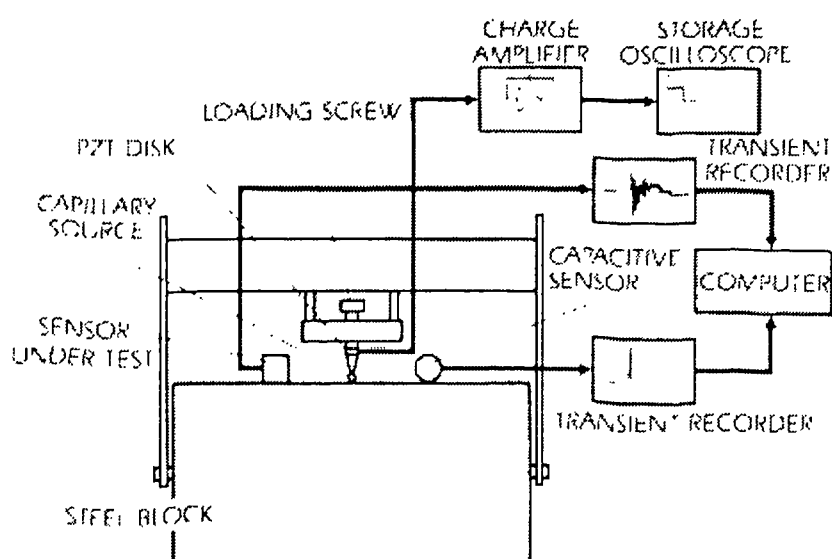 CHARGE
AMPLIFIER
STORAGE
OSCILLOSCOPE
LOADING SCREW
PZT DISK
TRANSIENT
RECORDER
CAPILLARY
SOURCE
CAPACITIVE
SENSOR
COMPUTER
SENSOR
UNDER TEST
TRANSIENT RECORDER
STEEL BLOCK